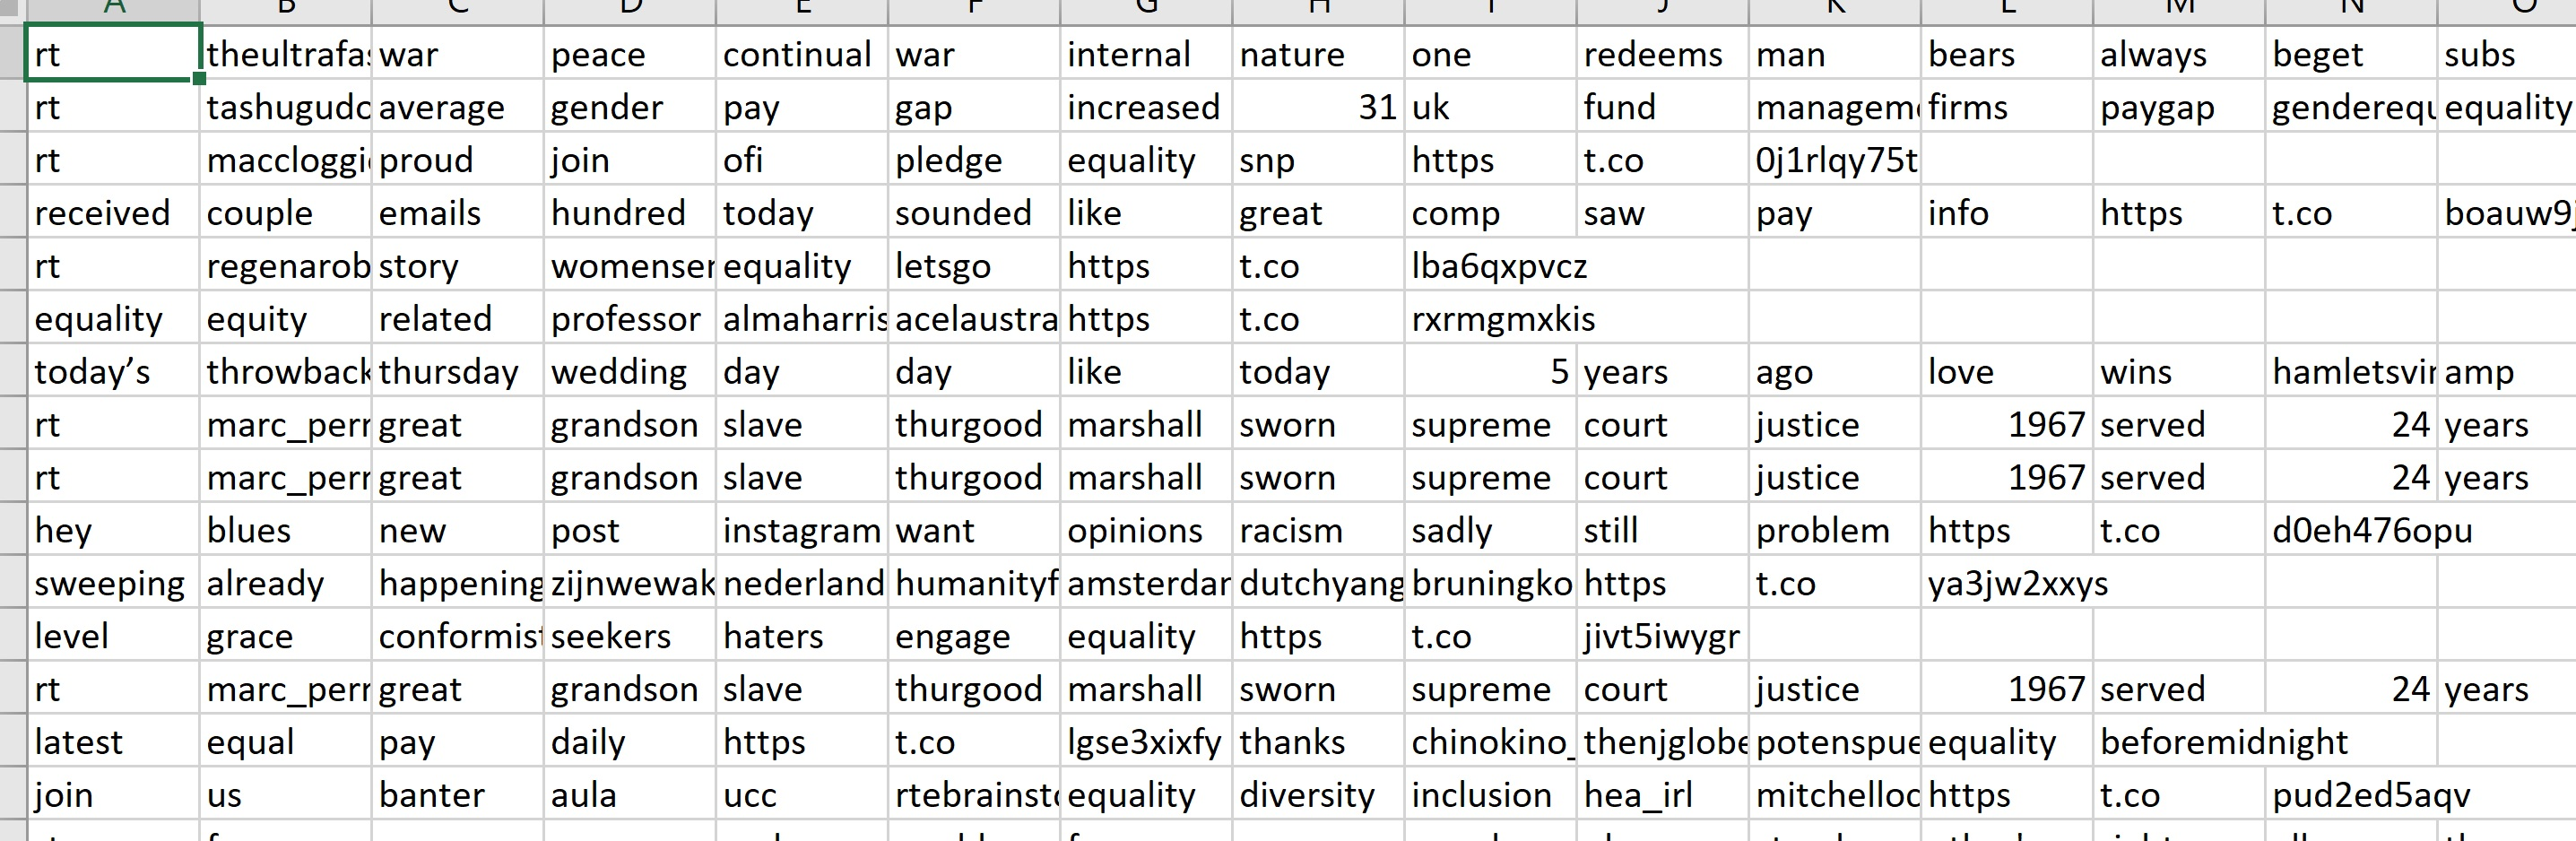 A B C D E F G H I J K L M N O
rt theultrafas war peace continual war internal nature one redeems man bears always beget subs
rt tashugudo average gender pay gap increased 31 uk fund managem firms paygap genderequ equality
rt maccloggi proud join ofi pledge equality snp https t.co 0j1rlqy75t
received couple emails hundred today sounded like great comp saw pay info https t.co boauw9j
rt regenarob story womenser equality letsgo https t.co lba6qxpvcz
equality equity related professor almaharris acelaustra https t.co rxrmgmxkis
today’s throwback thursday wedding day day like today 5 years ago love wins hamletsvir amp
rt marc_perr great grandson slave thurgood marshall sworn supreme court justice 1967 served 24 years
rt marc_perr great grandson slave thurgood marshall sworn supreme court justice 1967 served 24 years
hey blues new post instagram want opinions racism sadly still problem https t.co d0eh476opu
sweeping already happening zijnwewak nederland humanityf amsterdam dutchyang bruningko https t.co ya3jw2xxys
level grace conformist seekers haters engage equality https t.co jivt5iwygr
rt marc_perr great grandson slave thurgood marshall sworn supreme court justice 1967 served 24 years
latest equal pay daily https t.co lgse3xixfy thanks chinokino_ thenjglobe potenspue equality beforemidnight
join us banter aula ucc rtebrainsto equality diversity inclusion hea_irl mitchelloc https t.co pud2ed5aqv